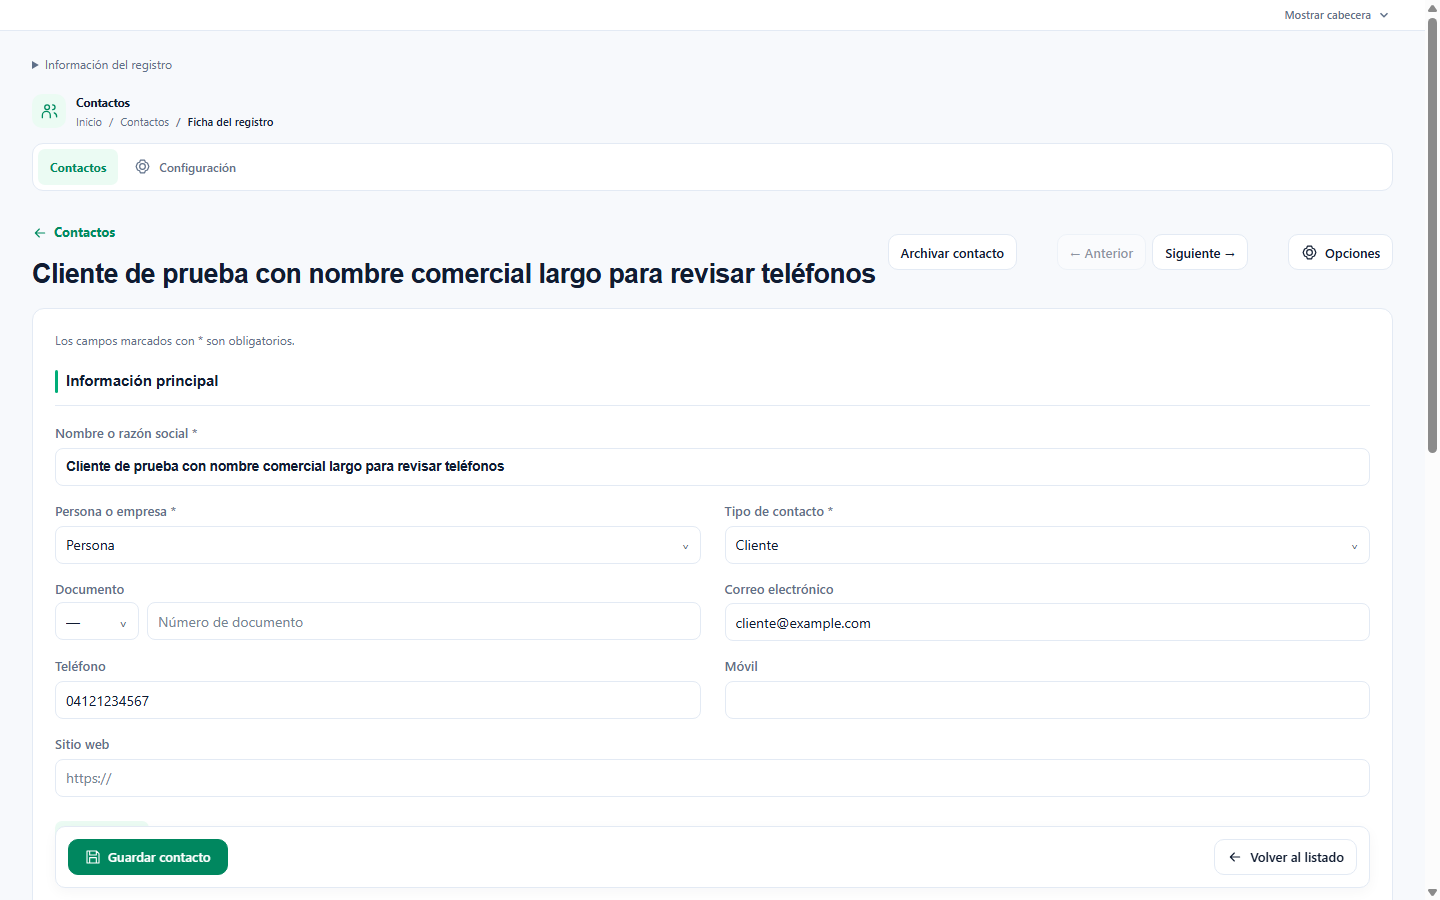 Mostrar cabecera
Información del registro
Contactos
Inicio / Contactos / Ficha del registro
Contactos Configuración
← Contactos
Archivar contacto ← Anterior Siguiente → Opciones
Cliente de prueba con nombre comercial largo para revisar teléfonos
Los campos marcados con * son obligatorios.
Información principal
Nombre o razón social *
Cliente de prueba con nombre comercial largo para revisar teléfonos
Persona o empresa * Tipo de contacto *
Persona Cliente
Documento Correo electrónico
— Número de documento cliente@example.com
Teléfono Móvil
04121234567
Sitio web
https://
Guardar contacto ← Volver al listado